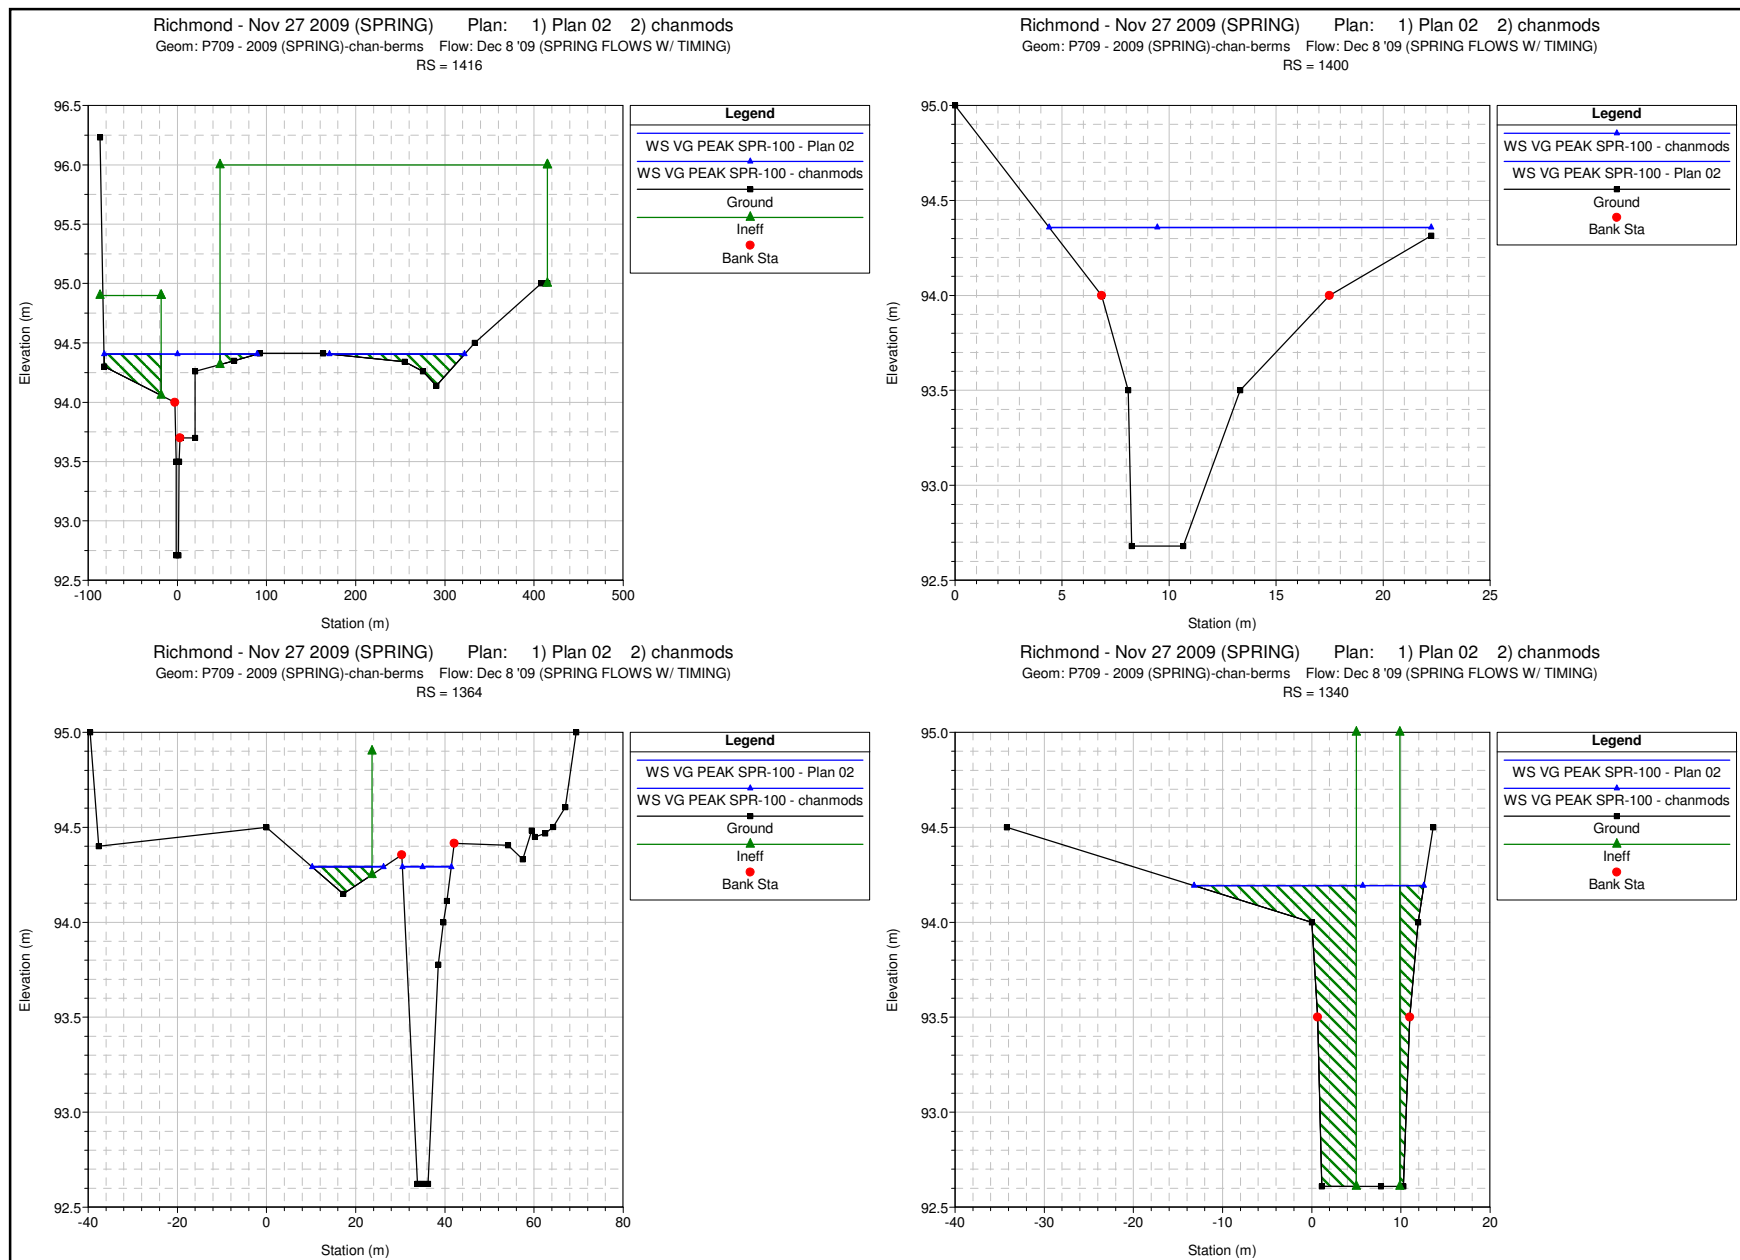 Richmond - Nov 27 2009 (SPRING) Plan: 1) Plan 02 2) chanmods
Geom: P709 - 2009 (SPRING)-chan-berms Flow: Dec 8 '09 (SPRING FLOWS W/ TIMING)
RS = 1416
96.5
96.0
95.5
95.0
94.5
94.0
93.5
93.0
92.5
Elevation (m)
-100 0 100 200 300 400 500
Station (m)
Legend
WS VG PEAK SPR-100 - Plan 02
WS VG PEAK SPR-100 - chanmods
Ground
Ineff
Bank Sta
Richmond - Nov 27 2009 (SPRING) Plan: 1) Plan 02 2) chanmods
Geom: P709 - 2009 (SPRING)-chan-berms Flow: Dec 8 '09 (SPRING FLOWS W/ TIMING)
RS = 1400
95.0
94.5
94.0
93.5
93.0
92.5
Elevation (m)
0 5 10 15 20 25
Station (m)
Legend
WS VG PEAK SPR-100 - chanmods
WS VG PEAK SPR-100 - Plan 02
Ground
Bank Sta
Richmond - Nov 27 2009 (SPRING) Plan: 1) Plan 02 2) chanmods
Geom: P709 - 2009 (SPRING)-chan-berms Flow: Dec 8 '09 (SPRING FLOWS W/ TIMING)
RS = 1364
95.0
94.5
94.0
93.5
93.0
92.5
Elevation (m)
-40 -20 0 20 40 60 80
Station (m)
Legend
WS VG PEAK SPR-100 - Plan 02
WS VG PEAK SPR-100 - chanmods
Ground
Ineff
Bank Sta
Richmond - Nov 27 2009 (SPRING) Plan: 1) Plan 02 2) chanmods
Geom: P709 - 2009 (SPRING)-chan-berms Flow: Dec 8 '09 (SPRING FLOWS W/ TIMING)
RS = 1340
95.0
94.5
94.0
93.5
93.0
92.5
Elevation (m)
-40 -30 -20 -10 0 10 20
Station (m)
Legend
WS VG PEAK SPR-100 - Plan 02
WS VG PEAK SPR-100 - chanmods
Ground
Ineff
Bank Sta